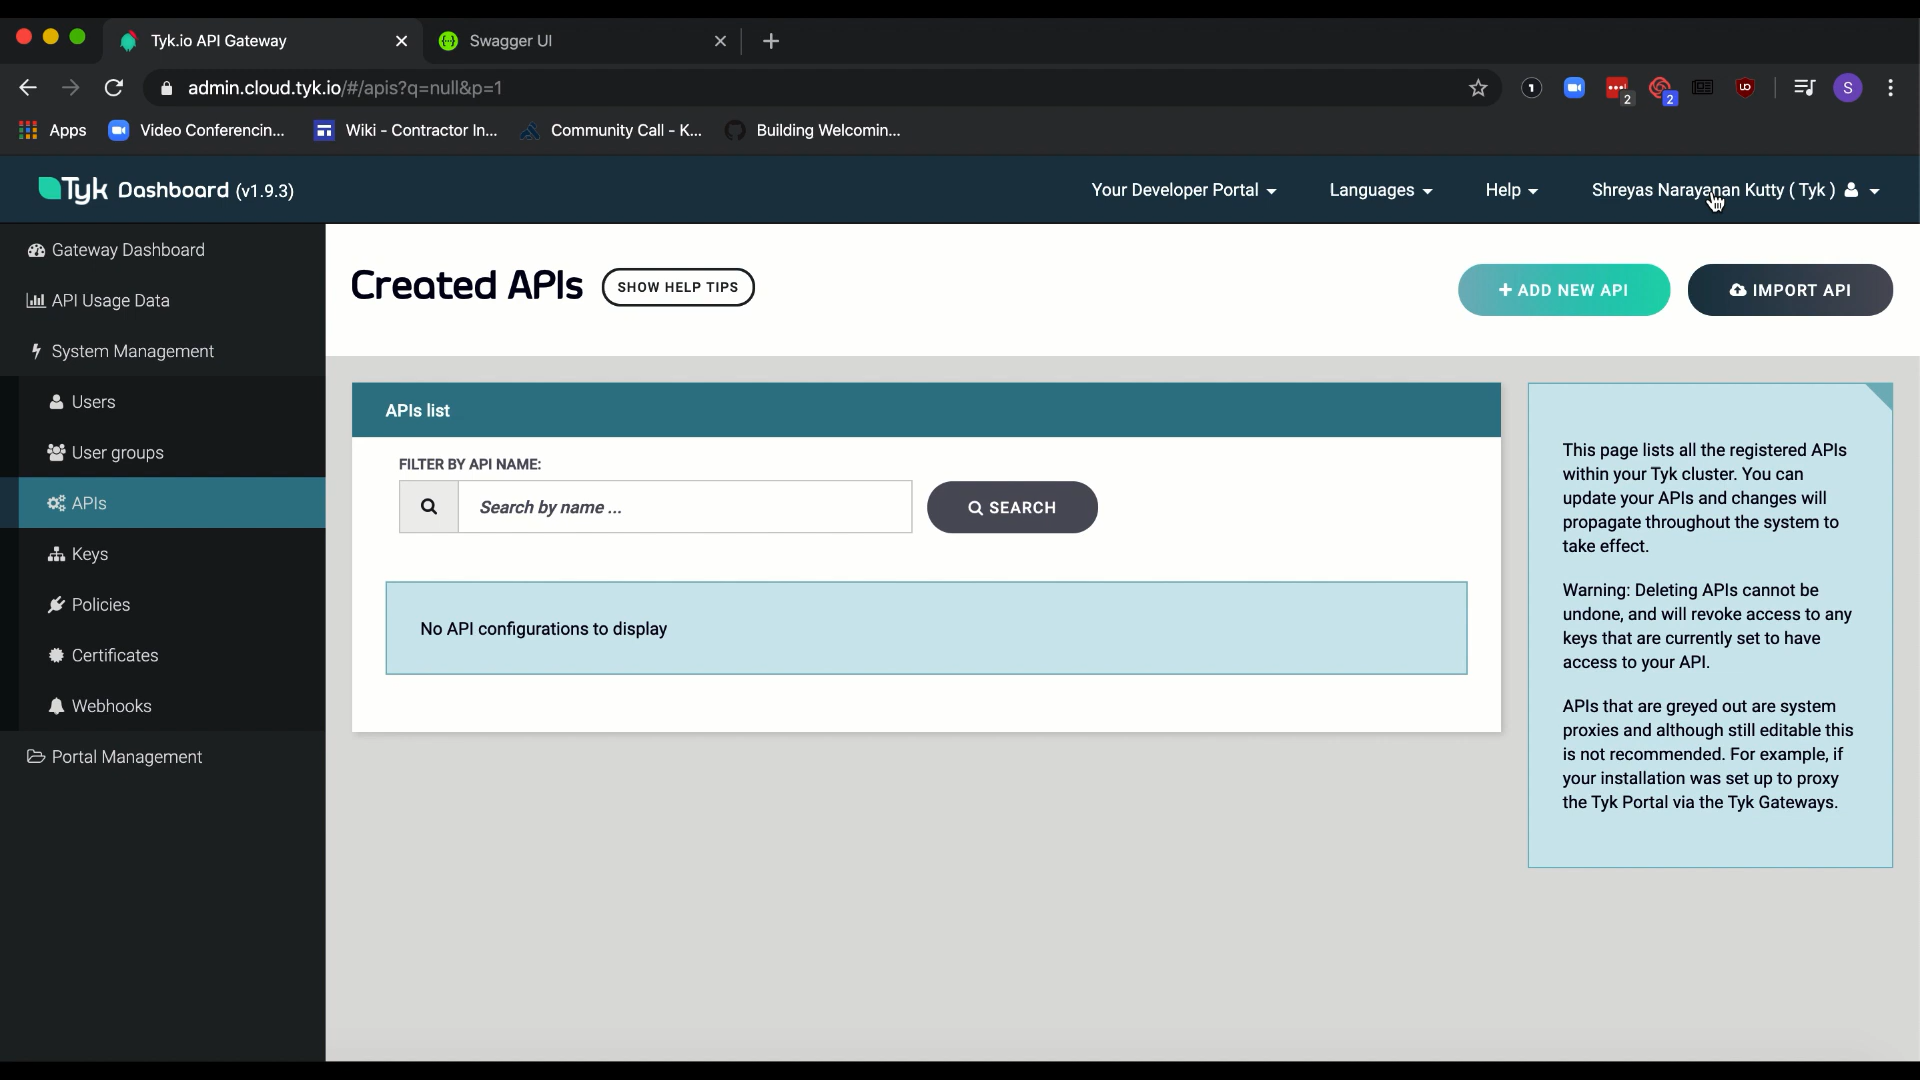 Tyk.io API Gateway
Swagger UI
admin.cloud.tyk.io/#/apis?q=null&p=1
1
2
2
S
Apps
Video Conferencin...
Wiki - Contractor In...
Community Call - K...
Building Welcomin...
Tyk Dashboard (v1.9.3)
Your Developer Portal
Languages
Help
Shreyas Narayanan Kutty ( Tyk )
Gateway Dashboard
API Usage Data
System Management
Users
User groups
APIs
Keys
Policies
Certificates
Webhooks
Portal Management
Created APIs
SHOW HELP TIPS
+ ADD NEW API
IMPORT API
APIs list
FILTER BY API NAME:
Search by name ...
SEARCH
No API configurations to display
This page lists all the registered APIs
within your Tyk cluster. You can
update your APIs and changes will
propagate throughout the system to
take effect.
Warning: Deleting APIs cannot be
undone, and will revoke access to any
keys that are currently set to have
access to your API.
APIs that are greyed out are system
proxies and although still editable this
is not recommended. For example, if
your installation was set up to proxy
the Tyk Portal via the Tyk Gateways.